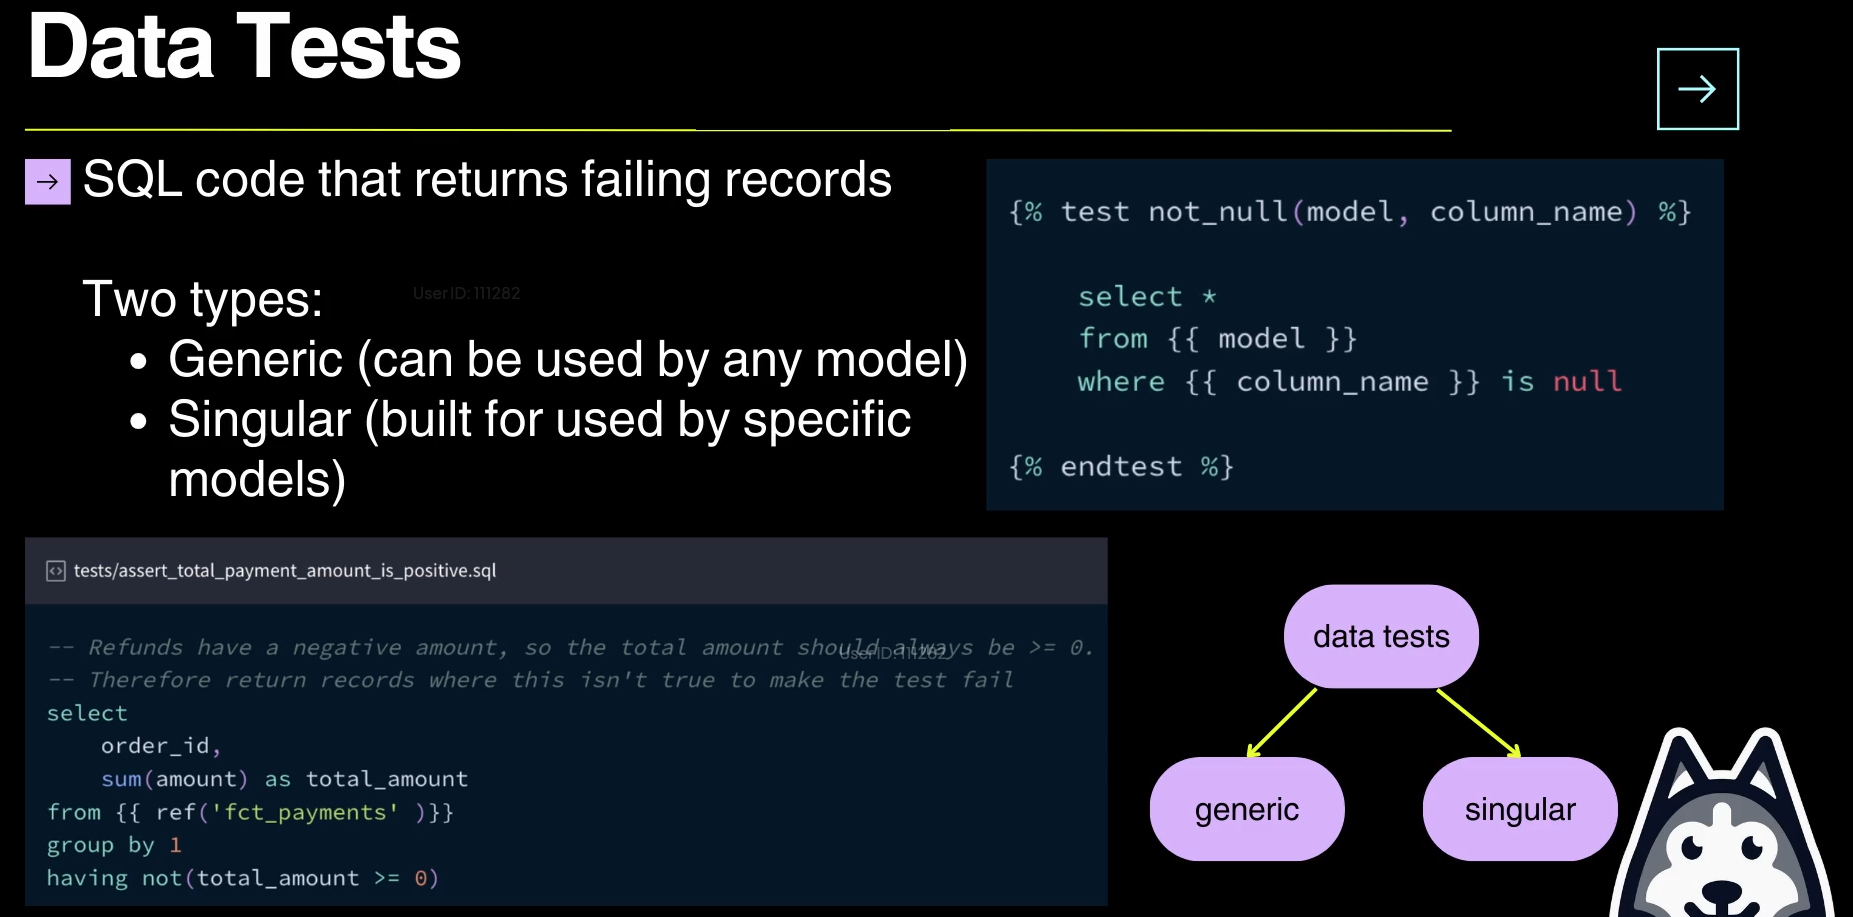 Data Tests
SQL code that returns failing records
Two types:
UserID: 111282
• Generic (can be used by any model)
• Singular (built for used by specific
models)
{% test not_null(model, column_name) %}
select *
from {{ model }}
where {{ column_name }} is null
{% endtest %}
tests/assert_total_payment_amount_is_positive.sql
-- Refunds have a negative amount, so the total amount should always be >= 0.
UserID: 111282
-- Therefore return records where this isn't true to make the test fail
select
order_id,
sum(amount) as total_amount
from {{ ref('fct_payments' )}}
group by 1
having not(total_amount >= 0)
data tests
generic
singular